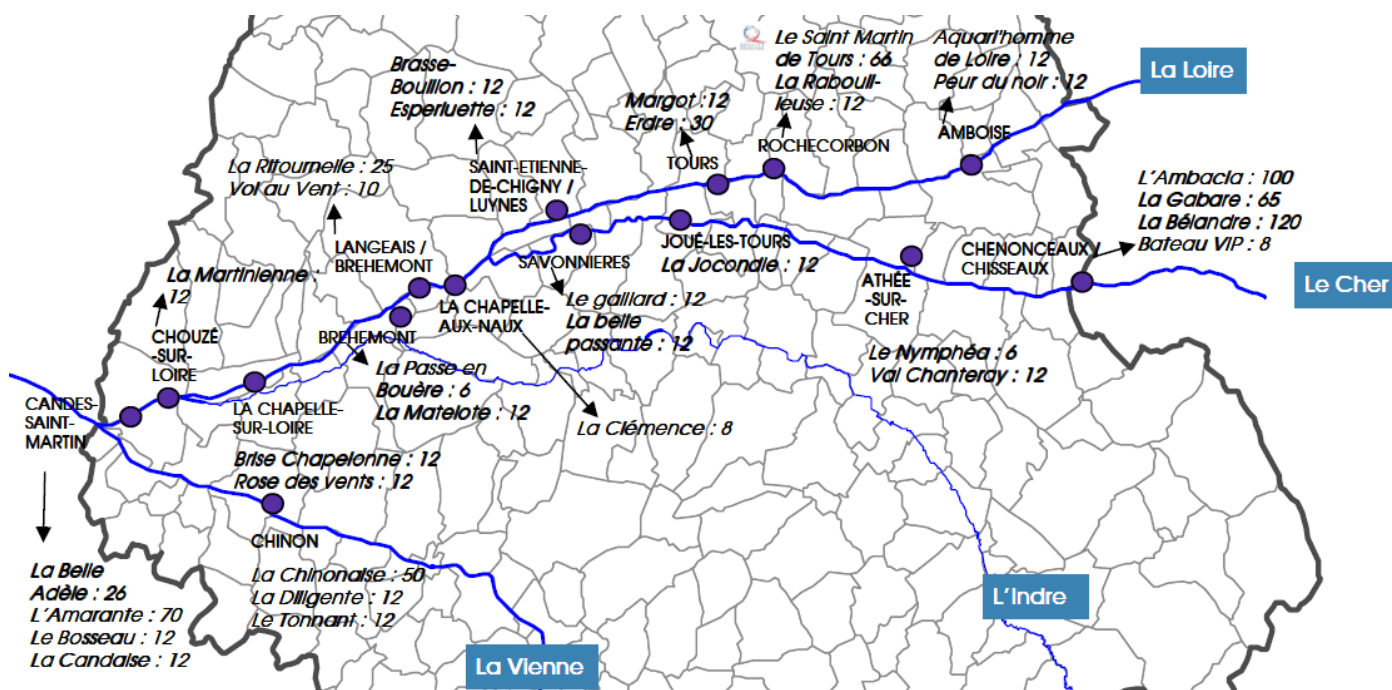 Le Saint Martin
de Tours : 66
La Rabouil-
leuse : 12
Aquari'homme
de Loire : 12
Peur du noir : 12
La Loire
Brasse-
Bouillon : 12
Esperluette : 12
Margot :12
Erdre : 30
AMBOISE
ROCHECORBON
TOURS
La Ritournelle : 25
Vol au Vent : 10
SAINT-ETIENNE-
DE-CHIGNY /
LUYNES
L'Ambacia : 100
La Gabare : 65
La Bélandre : 120
Bateau VIP : 8
LANGEAIS /
BREHEMONT
JOUÉ-LES-TOURS
La Jocondie : 12
SAVONNIERES
CHENONCEAUX /
CHISSEAUX
Le Cher
La Martinienne :
12
CHOUZÉ
-SUR-
LOIRE
LA CHAPELLE-
AUX-NAUX
Le gaillard : 12
La belle
passante : 12
ATHÉE
-SUR-
CHER
BREHEMONT
La Passe en
Bouère : 6
La Matelote : 12
Le Nymphéa : 6
Val Chanteray : 12
CANDES-
SAINT-
MARTIN
LA CHAPELLE-
SUR-LOIRE
La Clémence : 8
Brise Chapelonne : 12
Rose des vents : 12
CHINON
La Belle
Adèle : 26
L'Amarante : 70
Le Bosseau : 12
La Candaise : 12
La Chinonaise : 50
La Diligente : 12
Le Tonnant : 12
L'Indre
La Vienne